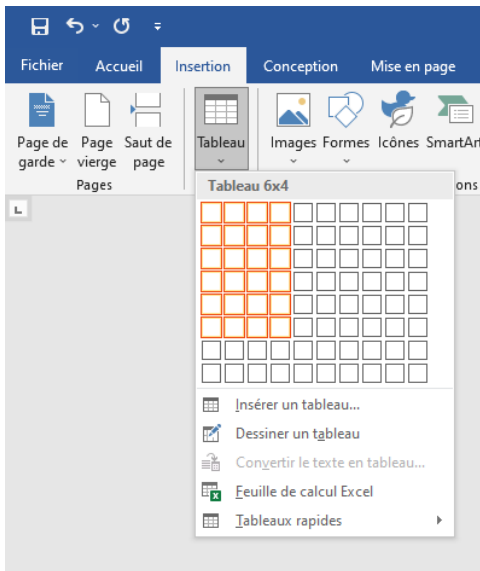 Fichier Accueil Insertion Conception Mise en page
Page de garde Page vierge Saut de page Tableau Images Formes Icônes SmartArt
Pages
Tableau 6x4
Insérer un tableau...
Dessiner un tableau
Convertir le texte en tableau...
Feuille de calcul Excel
Tableaux rapides